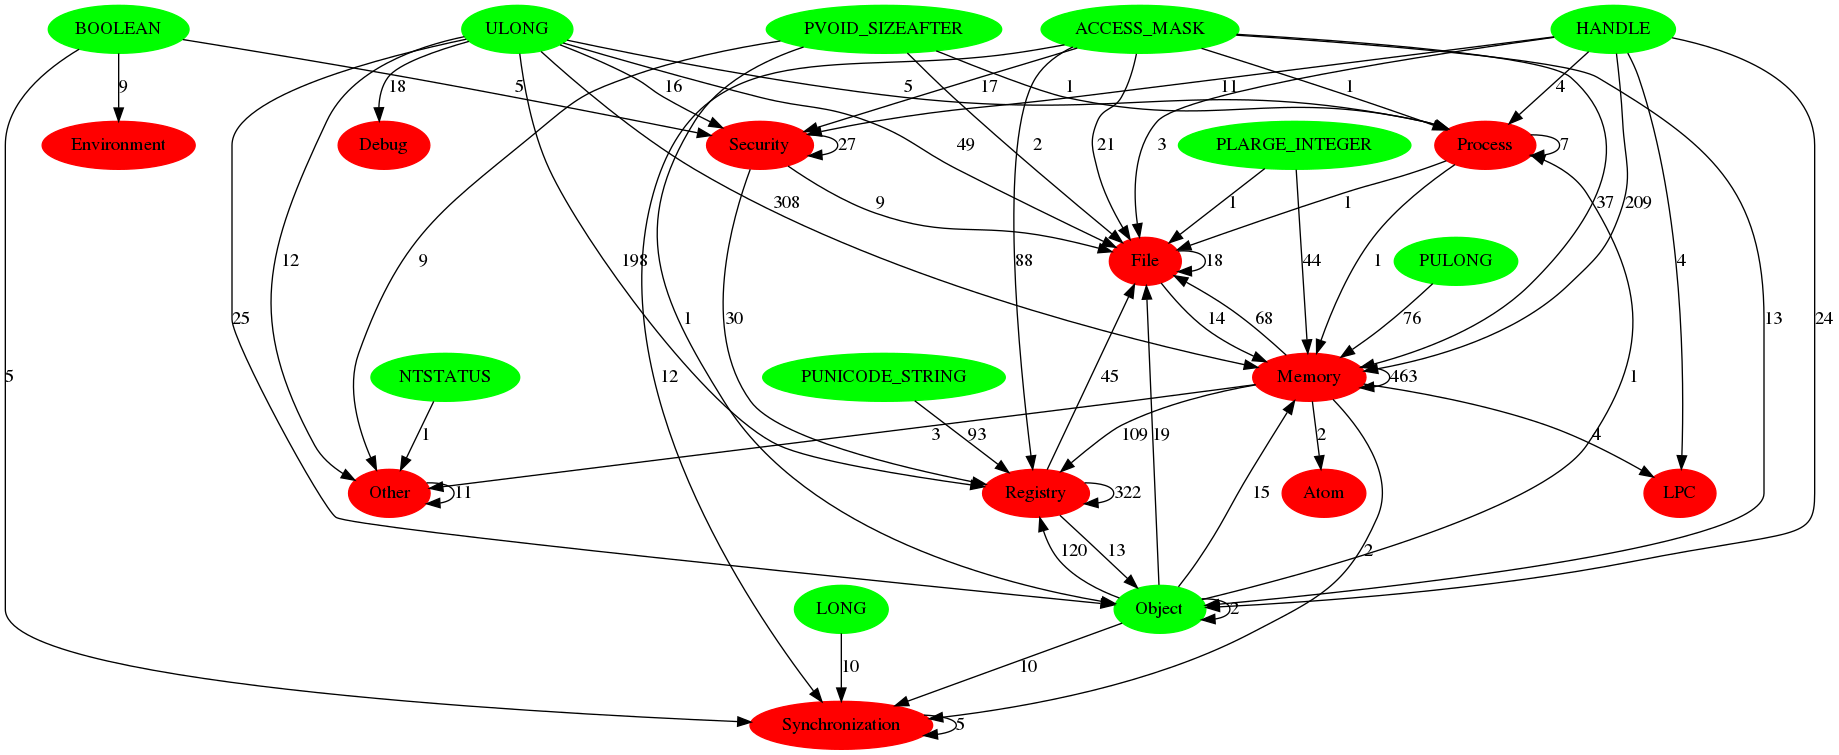 BOOLEAN
ULONG
PVOID_SIZEAFTER
ACCESS_MASK
HANDLE
9
18
5
16
5
17
1
11
1
4
Environment
Debug
Security
27
49
2
21
3
PLARGE_INTEGER
Process
7
12
9
308
9
1
1
37
209
198
88
File
18
44
1
PULONG
4
25
1
30
14
68
76
13
24
5
NTSTATUS
12
PUNICODE_STRING
45
Memory
463
1
1
93
3
109
19
2
4
Other
11
Registry
322
15
Atom
LPC
120
13
2
LONG
Object
2
10
10
Synchronization
5